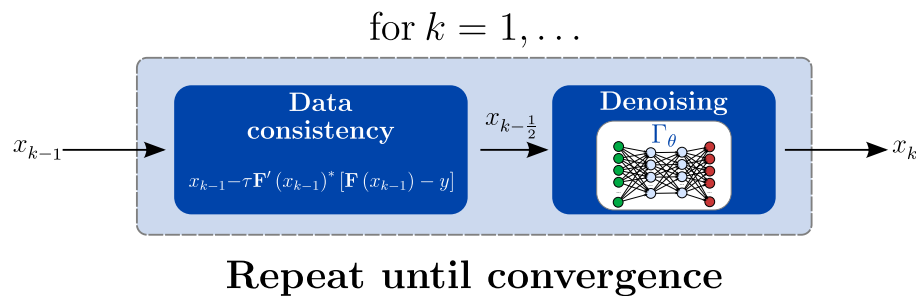 for k = 1, …
Data
consistency
Denoising
Γ_θ
x_{k−1}
x_{k−1}−τ𝐅′ (x_{k−1})* [𝐅 (x_{k−1}) − y]
x_{k−1/2}
x_k
Repeat until convergence